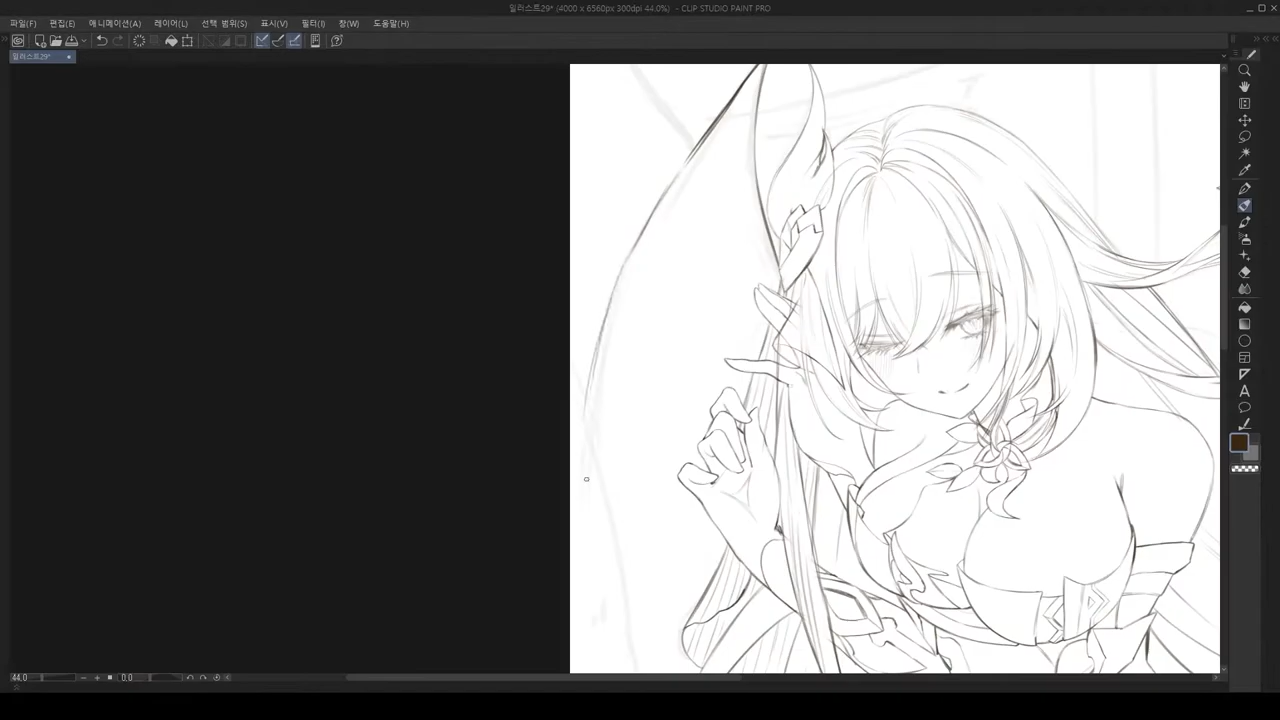 일러스트29* (4000 x 6560px 300dpi 44.0%) - CLIP STUDIO PAINT PRO
파일(F) 편집(E) 애니메이션(A) 레이어(L) 선택 범위(S) 표시(V) 필터(I) 창(W) 도움말(H)
일러스트29*
A
44.0 0.0